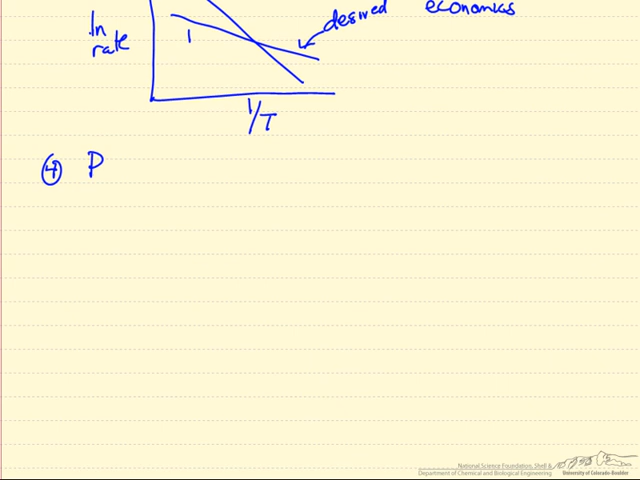 desired economics
ln
rate
1
1/T
④ P
National Science Foundation, Shell &
Department of Chemical and Biological Engineering
University of Colorado-Boulder